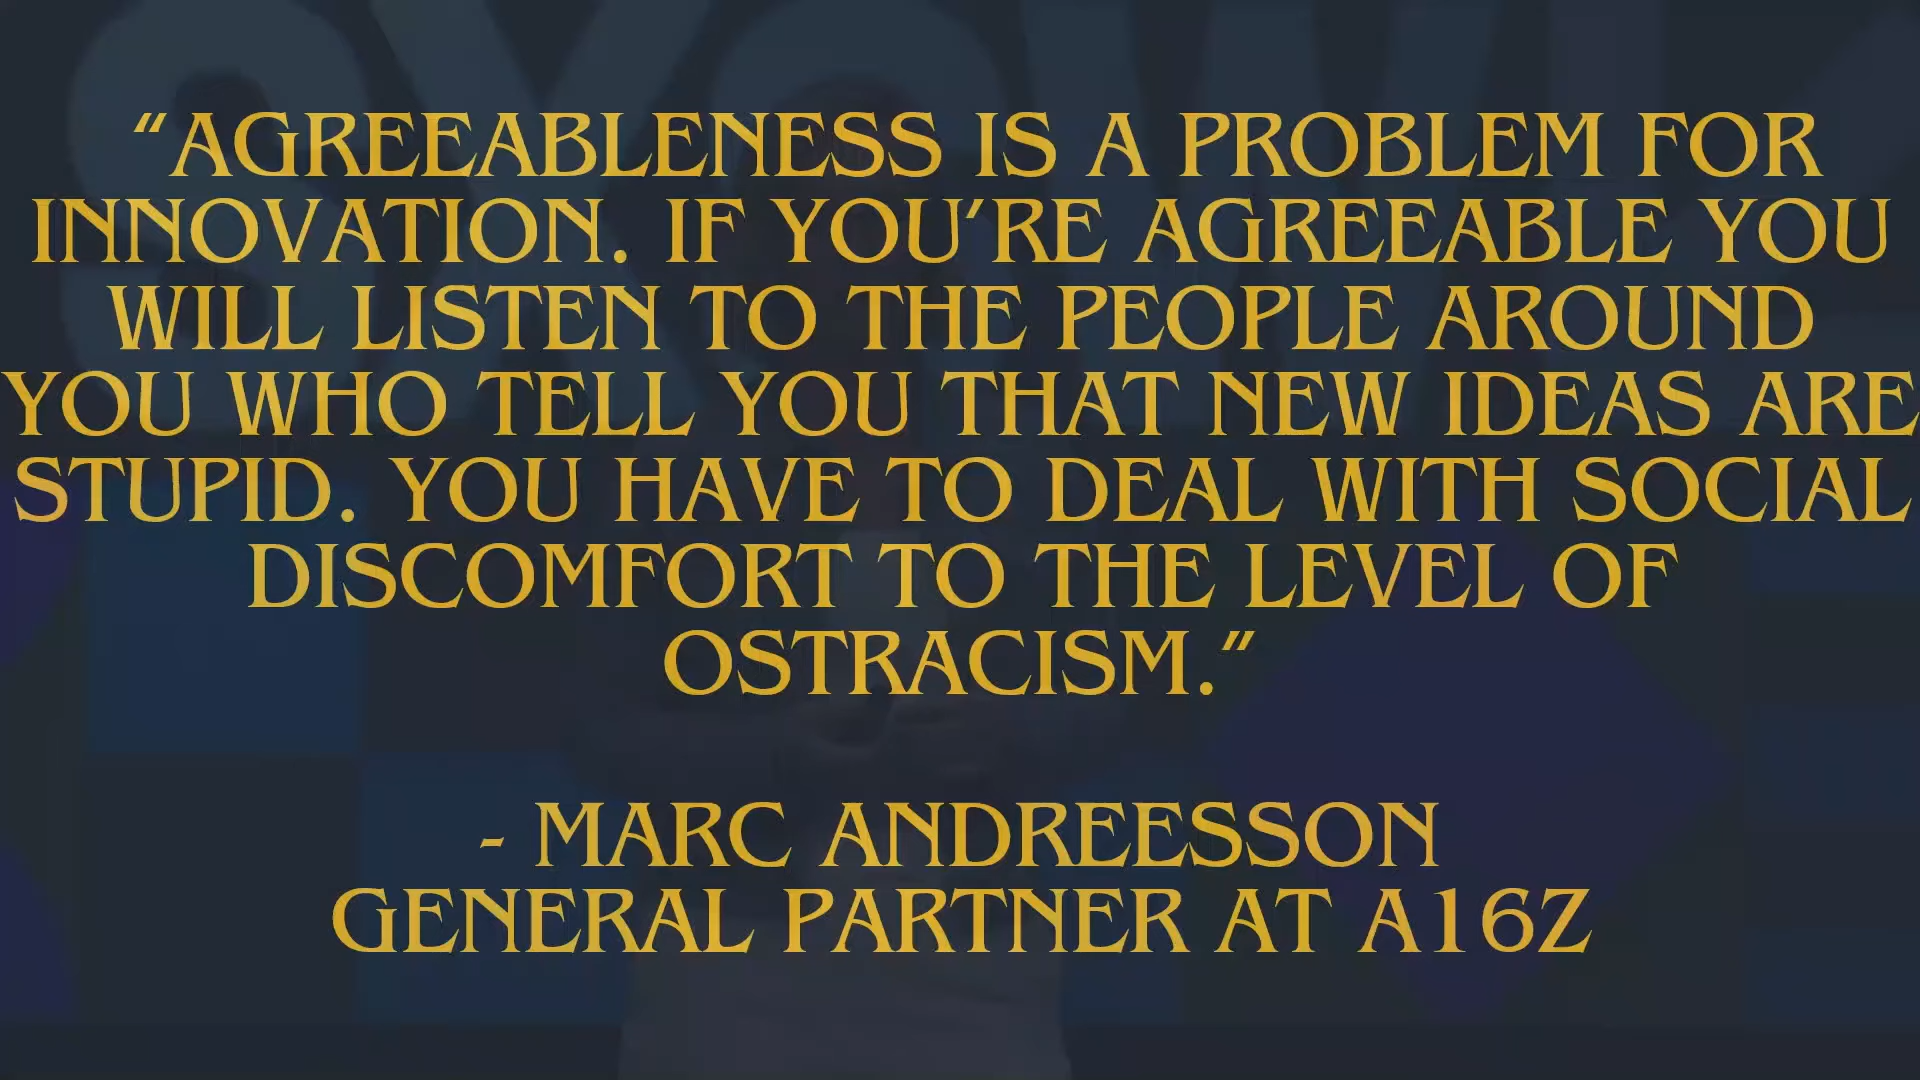 “AGREEABLENESS IS A PROBLEM FOR
INNOVATION. IF YOU’RE AGREEABLE YOU
WILL LISTEN TO THE PEOPLE AROUND
YOU WHO TELL YOU THAT NEW IDEAS ARE
STUPID. YOU HAVE TO DEAL WITH SOCIAL
DISCOMFORT TO THE LEVEL OF
OSTRACISM.”
- MARC ANDREESSON
GENERAL PARTNER AT A16Z